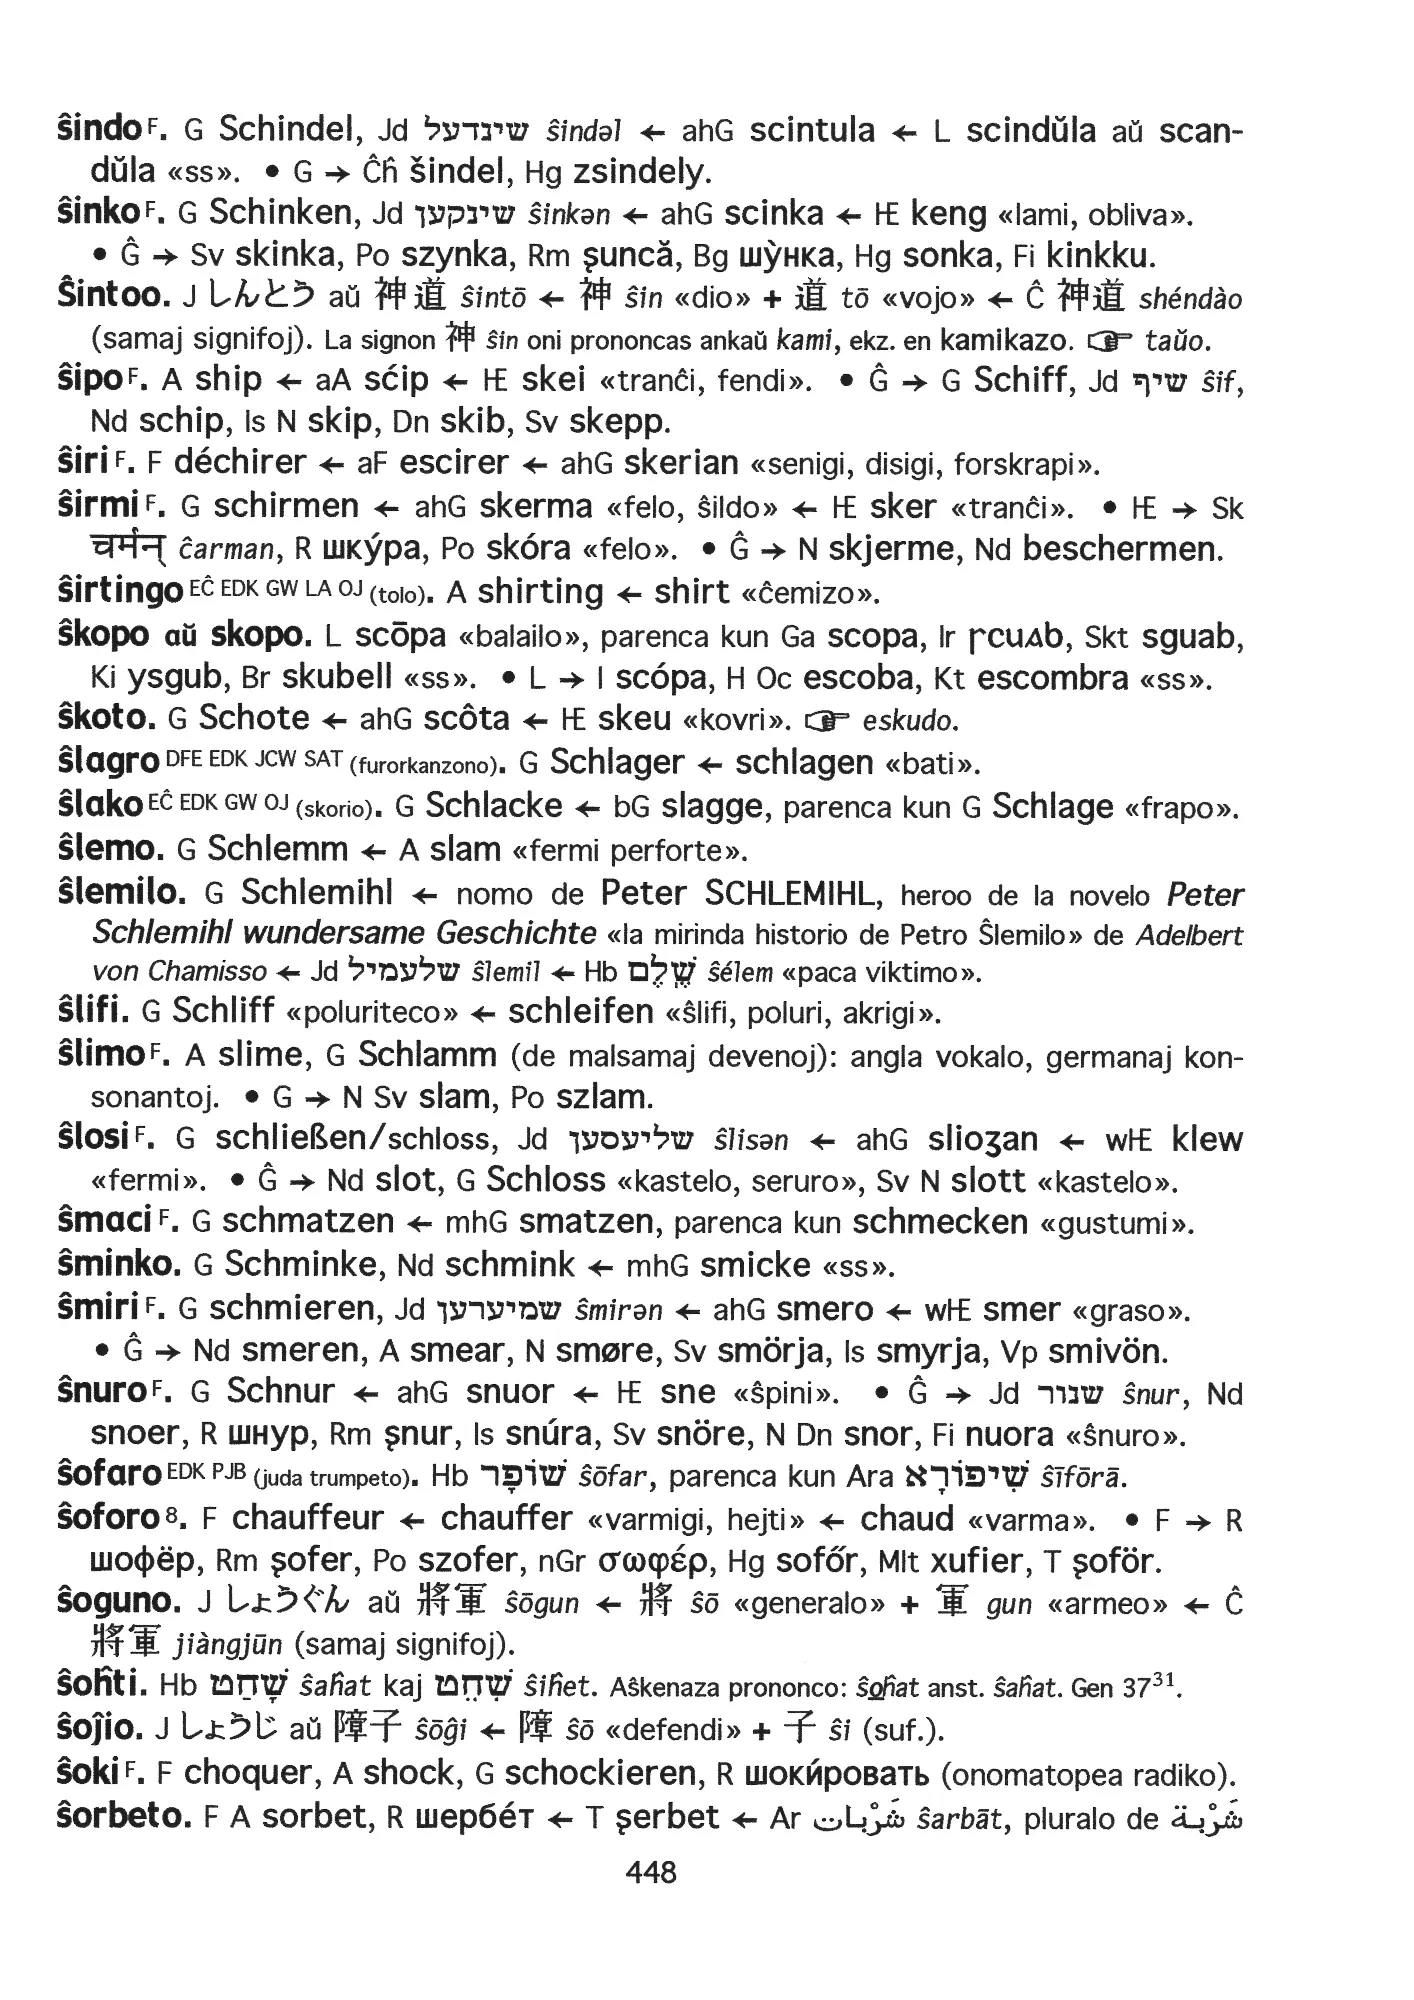 ŝindo F. G Schindel, Jd שינדעל ŝindəl ← ahG scintula ← L scindŭla aŭ scan-
dŭla «ss». • G → Ĉĥ šindel, Hg zsindely.
ŝinko F. G Schinken, Jd שינקען ŝinkən ← ahG scinka ← HE keng «lami, obliva».
• Ĝ → Sv skinka, Po szynka, Rm şuncă, Bg шу̀нка, Hg sonka, Fi kinkku.
Ŝintoo. J しんとう aŭ 神道 ŝintō ← 神 ŝin «dio» + 道 tō «vojo» ← Ĉ 神道 shéndào
(samaj signifoj). La signon 神 ŝin oni prononcas ankaŭ kami, ekz. en kamikazo. ☞ taŭo.
ŝipo F. A ship ← aA sćip ← HE skei «tranĉi, fendi». • Ĝ → G Schiff, Jd שיף ŝif,
Nd schip, Is N skip, Dn skib, Sv skepp.
ŝiri F. F déchirer ← aF escirer ← ahG skerian «senigi, disigi, forskrapi».
ŝirmi F. G schirmen ← ahG skerma «felo, ŝildo» ← HE sker «tranĉi». • HE → Sk
चर्मन् ĉarman, R шку́ра, Po skóra «felo». • Ĝ → N skjerme, Nd beschermen.
ŝirtingo EĈ EDK GW LA OJ (tolo). A shirting ← shirt «ĉemizo».
ŝkopo aŭ skopo. L scōpa «balailo», parenca kun Ga scopa, Ir ꞃcuab, Skt sguab,
Ki ysgub, Br skubell «ss». • L → I scópa, H Oc escoba, Kt escombra «ss».
ŝkoto. G Schote ← ahG scôta ← HE skeu «kovri». ☞ eskudo.
ŝlagro DFE EDK JCW SAT (furorkanzono). G Schlager ← schlagen «bati».
ŝlako EĈ EDK GW OJ (skorio). G Schlacke ← bG slagge, parenca kun G Schlage «frapo».
ŝlemo. G Schlemm ← A slam «fermi perforte».
ŝlemilo. G Schlemihl ← nomo de Peter SCHLEMIHL, heroo de la novelo Peter
Schlemihl wundersame Geschichte «la mirinda historio de Petro Ŝlemilo» de Adelbert
von Chamisso ← Jd שלעמיל ŝlemil ← Hb שֶׁלֶם ŝélem «paca viktimo».
ŝlifi. G Schliff «poluriteco» ← schleifen «ŝlifi, poluri, akrigi».
ŝlimo F. A slime, G Schlamm (de malsamaj devenoj): angla vokalo, germanaj kon-
sonantoj. • G → N Sv slam, Po szlam.
ŝlosi F. G schließen/schloss, Jd שליעסען ŝlisən ← ahG slioʒan ← wHE klew
«fermi». • Ĝ → Nd slot, G Schloss «kastelo, seruro», Sv N slott «kastelo».
ŝmaci F. G schmatzen ← mhG smatzen, parenca kun schmecken «gustumi».
ŝminko. G Schminke, Nd schmink ← mhG smicke «ss».
ŝmiri F. G schmieren, Jd שמיערען ŝmirən ← ahG smero ← wHE smer «graso».
• Ĝ → Nd smeren, A smear, N smøre, Sv smörja, Is smyrja, Vp smivön.
ŝnuro F. G Schnur ← ahG snuor ← HE sne «ŝpini». • Ĝ → Jd שנור ŝnur, Nd
snoer, R шнур, Rm şnur, Is snúra, Sv snöre, N Dn snor, Fi nuora «ŝnuro».
ŝofaro EDK PJB (juda trumpeto). Hb שׁוֹפָר ŝōfar, parenca kun Ara שִׁיפוֹרָא ŝīfōrā.
ŝoforo 8. F chauffeur ← chauffer «varmigi, hejti» ← chaud «varma». • F → R
шофёр, Rm şofer, Po szofer, nGr σωφέρ, Hg sofőr, Mlt xufier, T şoför.
ŝoguno. J しょうぐん aŭ 將軍 ŝōgun ← 將 ŝō «generalo» + 軍 gun «armeo» ← Ĉ
將軍 jiàngjūn (samaj signifoj).
ŝoĥti. Hb שָׁחַט ŝaĥat kaj שִׁחֵט ŝiĥet. Aŝkenaza prononco: ŝoĥat anst. ŝaĥat. Gen 37³¹.
ŝoĵio. J しょうじ aŭ 障子 ŝōĝi ← 障 ŝō «defendi» + 子 ŝi (suf.).
ŝoki F. F choquer, A shock, G schockieren, R шоки́ровать (onomatopea radiko).
ŝorbeto. F A sorbet, R шербе́т ← T şerbet ← Ar شَرْبات ŝarbāt, pluralo de شَرْبة
448